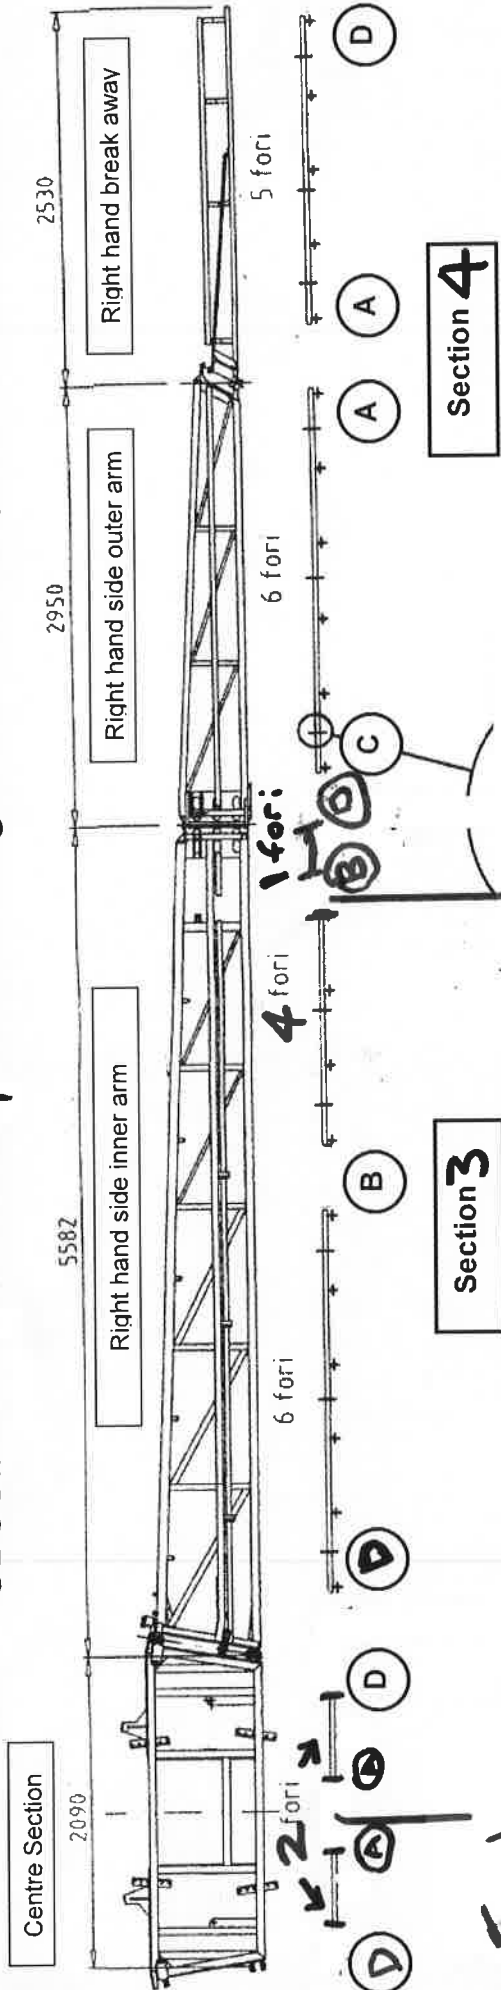 Centre Section
2090
Right hand side inner arm
5582
Right hand side outer arm
2950
Right hand break away
2530
2 fori
6 fori
4 fori
1 fori
6 fori
5 fori
D
A
D
D
B
B
D
C
A
A
D
Section 3
Section 4